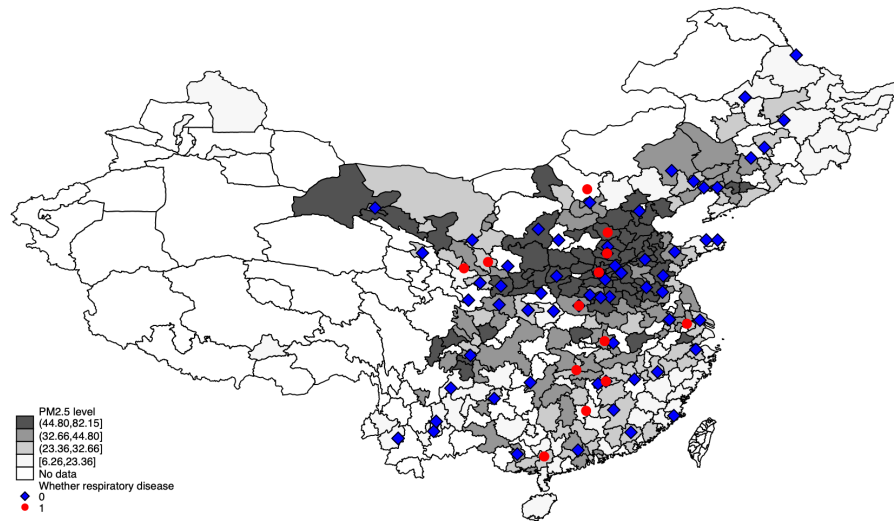 PM2.5 level
(44.80,82.15]
(32.66,44.80]
(23.36,32.66]
[6.26,23.36]
No data
Whether respiratory disease
0
1